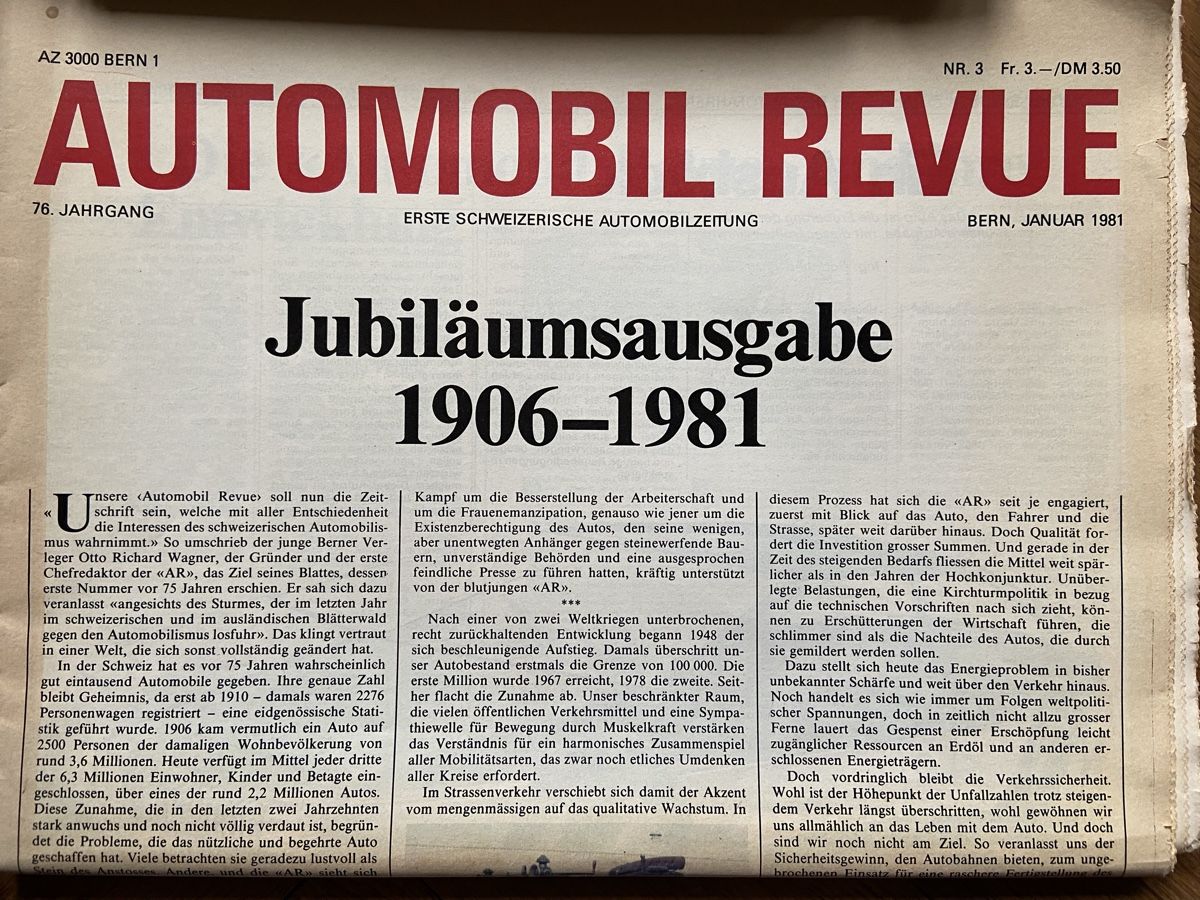 AZ 3000 BERN 1
NR. 3 Fr. 3.—/DM 3.50
AUTOMOBIL REVUE
76. JAHRGANG
ERSTE SCHWEIZERISCHE AUTOMOBILZEITUNG
BERN, JANUAR 1981
Jubiläumsausgabe
1906–1981
«Unsere ‹Automobil Revue› soll nun die Zeit-
schrift sein, welche mit aller Entschiedenheit
die Interessen des schweizerischen Automobilis-
mus wahrnimmt.» So umschrieb der junge Berner Ver-
leger Otto Richard Wagner, der Gründer und der erste
Chefredaktor der «AR», das Ziel seines Blattes, dessen
erste Nummer vor 75 Jahren erschien. Er sah sich dazu
veranlasst «angesichts des Sturmes, der im letzten Jahr
im schweizerischen und im ausländischen Blätterwald
gegen den Automobilismus losfuhr». Das klingt vertraut
in einer Welt, die sich sonst vollständig geändert hat.
In der Schweiz hat es vor 75 Jahren wahrscheinlich
gut eintausend Automobile gegeben. Ihre genaue Zahl
bleibt Geheimnis, da erst ab 1910 – damals waren 2276
Personenwagen registriert – eine eidgenössische Stati-
stik geführt wurde. 1906 kam vermutlich ein Auto auf
2500 Personen der damaligen Wohnbevölkerung von
rund 3,6 Millionen. Heute verfügt im Mittel jeder dritte
der 6,3 Millionen Einwohner, Kinder und Betagte ein-
geschlossen, über eines der rund 2,2 Millionen Autos.
Diese Zunahme, die in den letzten zwei Jahrzehnten
stark anwuchs und noch nicht völlig verdaut ist, begrün-
det die Probleme, die das nützliche und begehrte Auto
geschaffen hat. Viele betrachten sie geradezu lustvoll als
Stein des Anstosses. Andere, und die «AR» sieht sich
Kampf um die Besserstellung der Arbeiterschaft und
um die Frauenemanzipation, genauso wie jener um die
Existenzberechtigung des Autos, den seine wenigen,
aber unentwegten Anhänger gegen steinewerfende Bau-
ern, unverständige Behörden und eine ausgesprochen
feindliche Presse zu führen hatten, kräftig unterstützt
von der blutjungen «AR».
***
Nach einer von zwei Weltkriegen unterbrochenen,
recht zurückhaltenden Entwicklung begann 1948 der
sich beschleunigende Aufstieg. Damals überschritt un-
ser Autobestand erstmals die Grenze von 100 000. Die
erste Million wurde 1967 erreicht, 1978 die zweite. Seit-
her flacht die Zunahme ab. Unser beschränkter Raum,
die vielen öffentlichen Verkehrsmittel und eine Sympa-
thiewelle für Bewegung durch Muskelkraft verstärken
das Verständnis für ein harmonisches Zusammenspiel
aller Mobilitätsarten, das zwar noch etliches Umdenken
aller Kreise erfordert.
Im Strassenverkehr verschiebt sich damit der Akzent
vom mengenmässigen auf das qualitative Wachstum. In
diesem Prozess hat sich die «AR» seit je engagiert,
zuerst mit Blick auf das Auto, den Fahrer und die
Strasse, später weit darüber hinaus. Doch Qualität for-
dert die Investition grosser Summen. Und gerade in der
Zeit des steigenden Bedarfs fliessen die Mittel weit spär-
licher als in den Jahren der Hochkonjunktur. Unüber-
legte Belastungen, die eine Kirchturmpolitik in bezug
auf die technischen Vorschriften nach sich zieht, kön-
nen zu Erschütterungen der Wirtschaft führen, die
schlimmer sind als die Nachteile des Autos, die durch
sie gemildert werden sollen.
Dazu stellt sich heute das Energieproblem in bisher
unbekannter Schärfe und weit über den Verkehr hinaus.
Noch handelt es sich wie immer um Folgen weltpoliti-
scher Spannungen, doch in zeitlich nicht allzu grosser
Ferne lauert das Gespenst einer Erschöpfung leicht
zugänglicher Ressourcen an Erdöl und an anderen er-
schlossenen Energieträgern.
Doch vordringlich bleibt die Verkehrssicherheit.
Wohl ist der Höhepunkt der Unfallzahlen trotz steigen-
dem Verkehr längst überschritten, wohl gewöhnen wir
uns allmählich an das Leben mit dem Auto. Und doch
sind wir noch nicht am Ziel. So veranlasst uns der
Sicherheitsgewinn, den Autobahnen bieten, zum unge-
brochenen Einsatz für eine raschere Fertigstellung des